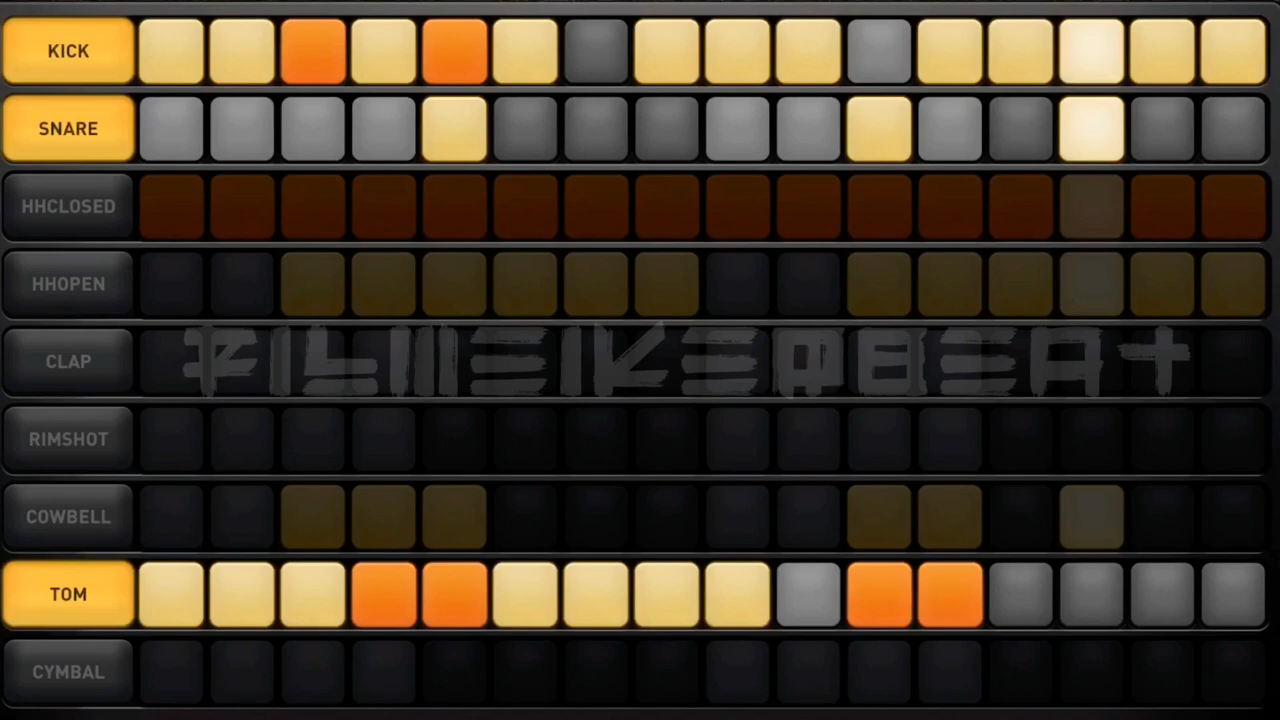 KICK
SNARE
HHCLOSED
HHOPEN
CLAP
RIMSHOT
COWBELL
TOM
CYMBAL